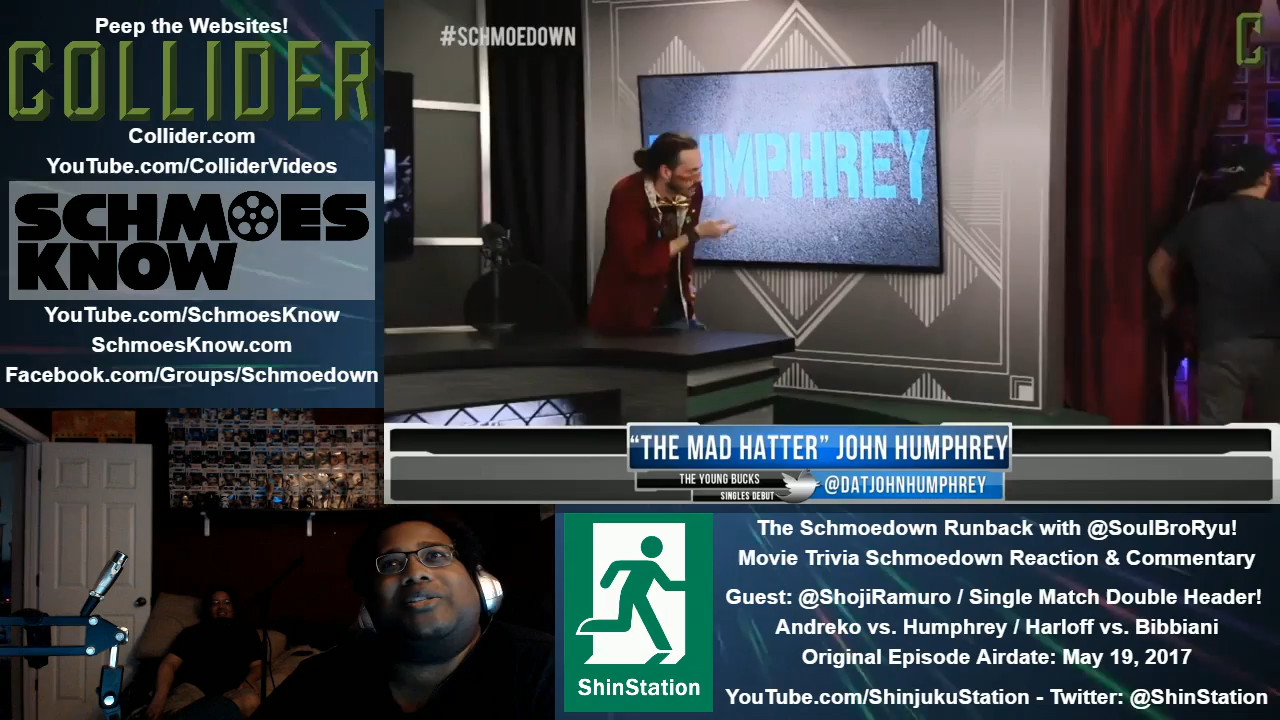 Peep the Websites!
COLLIDER
Collider.com
YouTube.com/ColliderVideos
SCHMOES
KNOW
YouTube.com/SchmoesKnow
SchmoesKnow.com
Facebook.com/Groups/Schmoedown
#SCHMOEDOWN
C
UMPHREY
“THE MAD HATTER” JOHN HUMPHREY
THE YOUNG BUCKS
SINGLES DEBUT
@DATJOHNHUMPHREY
ShinStation
The Schmoedown Runback with @SoulBroRyu!
Movie Trivia Schmoedown Reaction & Commentary
Guest: @ShojiRamuro / Single Match Double Header!
Andreko vs. Humphrey / Harloff vs. Bibbiani
Original Episode Airdate: May 19, 2017
YouTube.com/ShinjukuStation - Twitter: @ShinStation